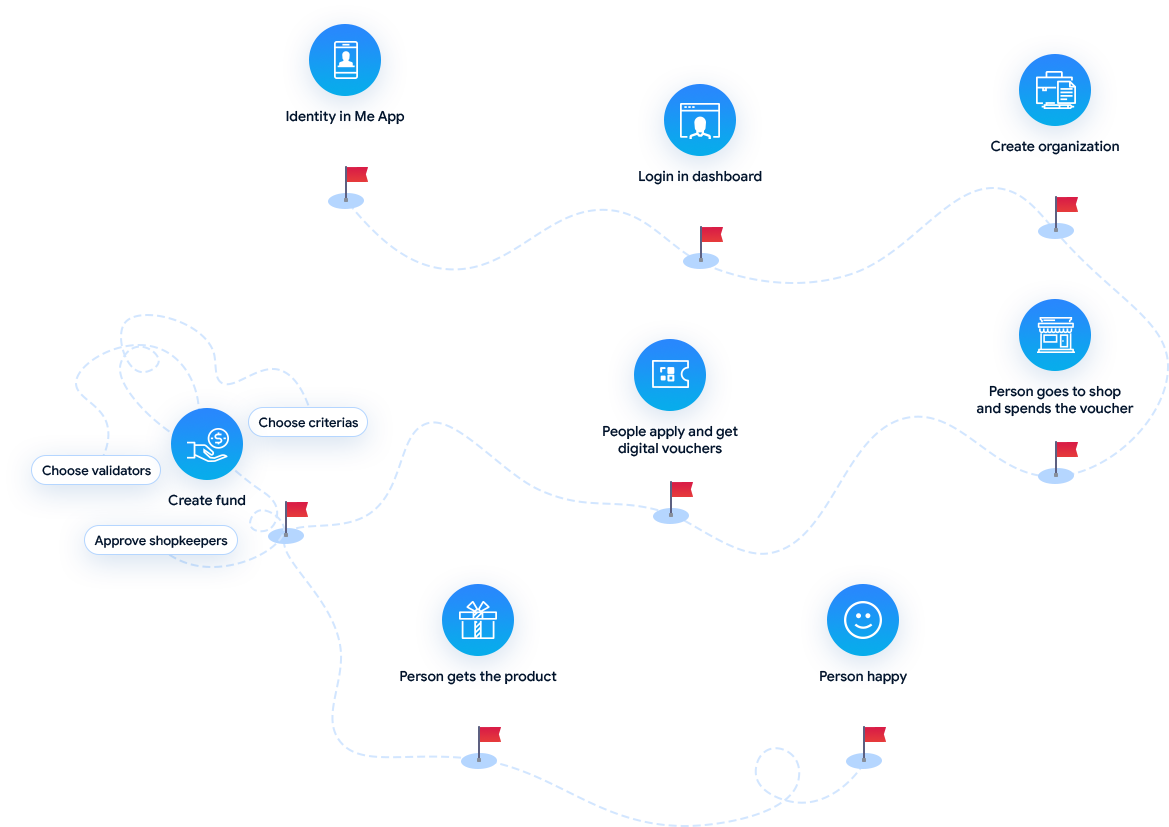 Identity in Me App
Login in dashboard
Create organization
Person goes to shop
and spends the voucher
People apply and get
digital vouchers
Choose criterias
Choose validators
Create fund
Approve shopkeepers
Person gets the product
Person happy